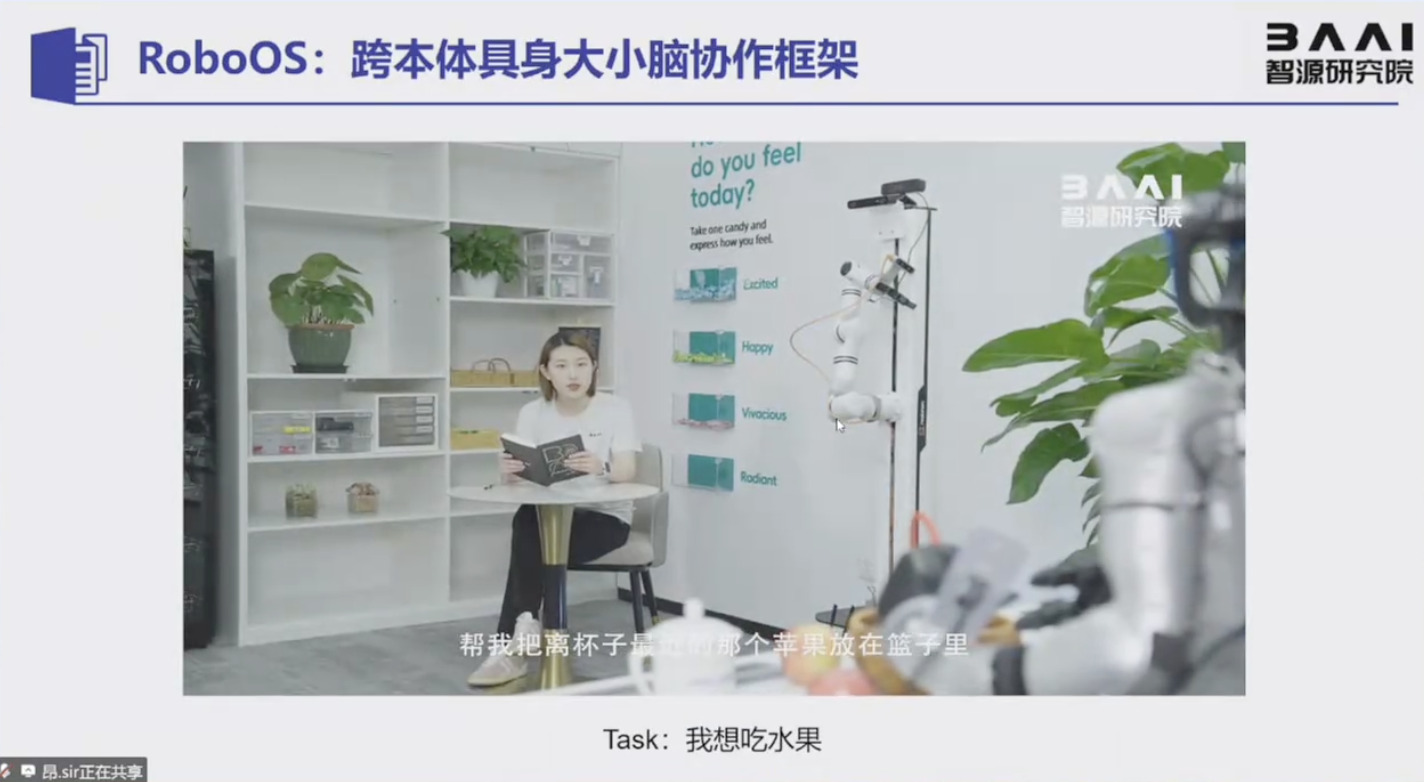 RoboOS：跨本体具身大小脑协作框架
BAAI
智源研究院
do you feel
today?
Take one candy and
express how you feel.
Excited
Happy
Vivacious
Radiant
BAAI
智源研究院
帮我把离杯子最近的那个苹果放在篮子里
Task：我想吃水果
昂.sir正在共享